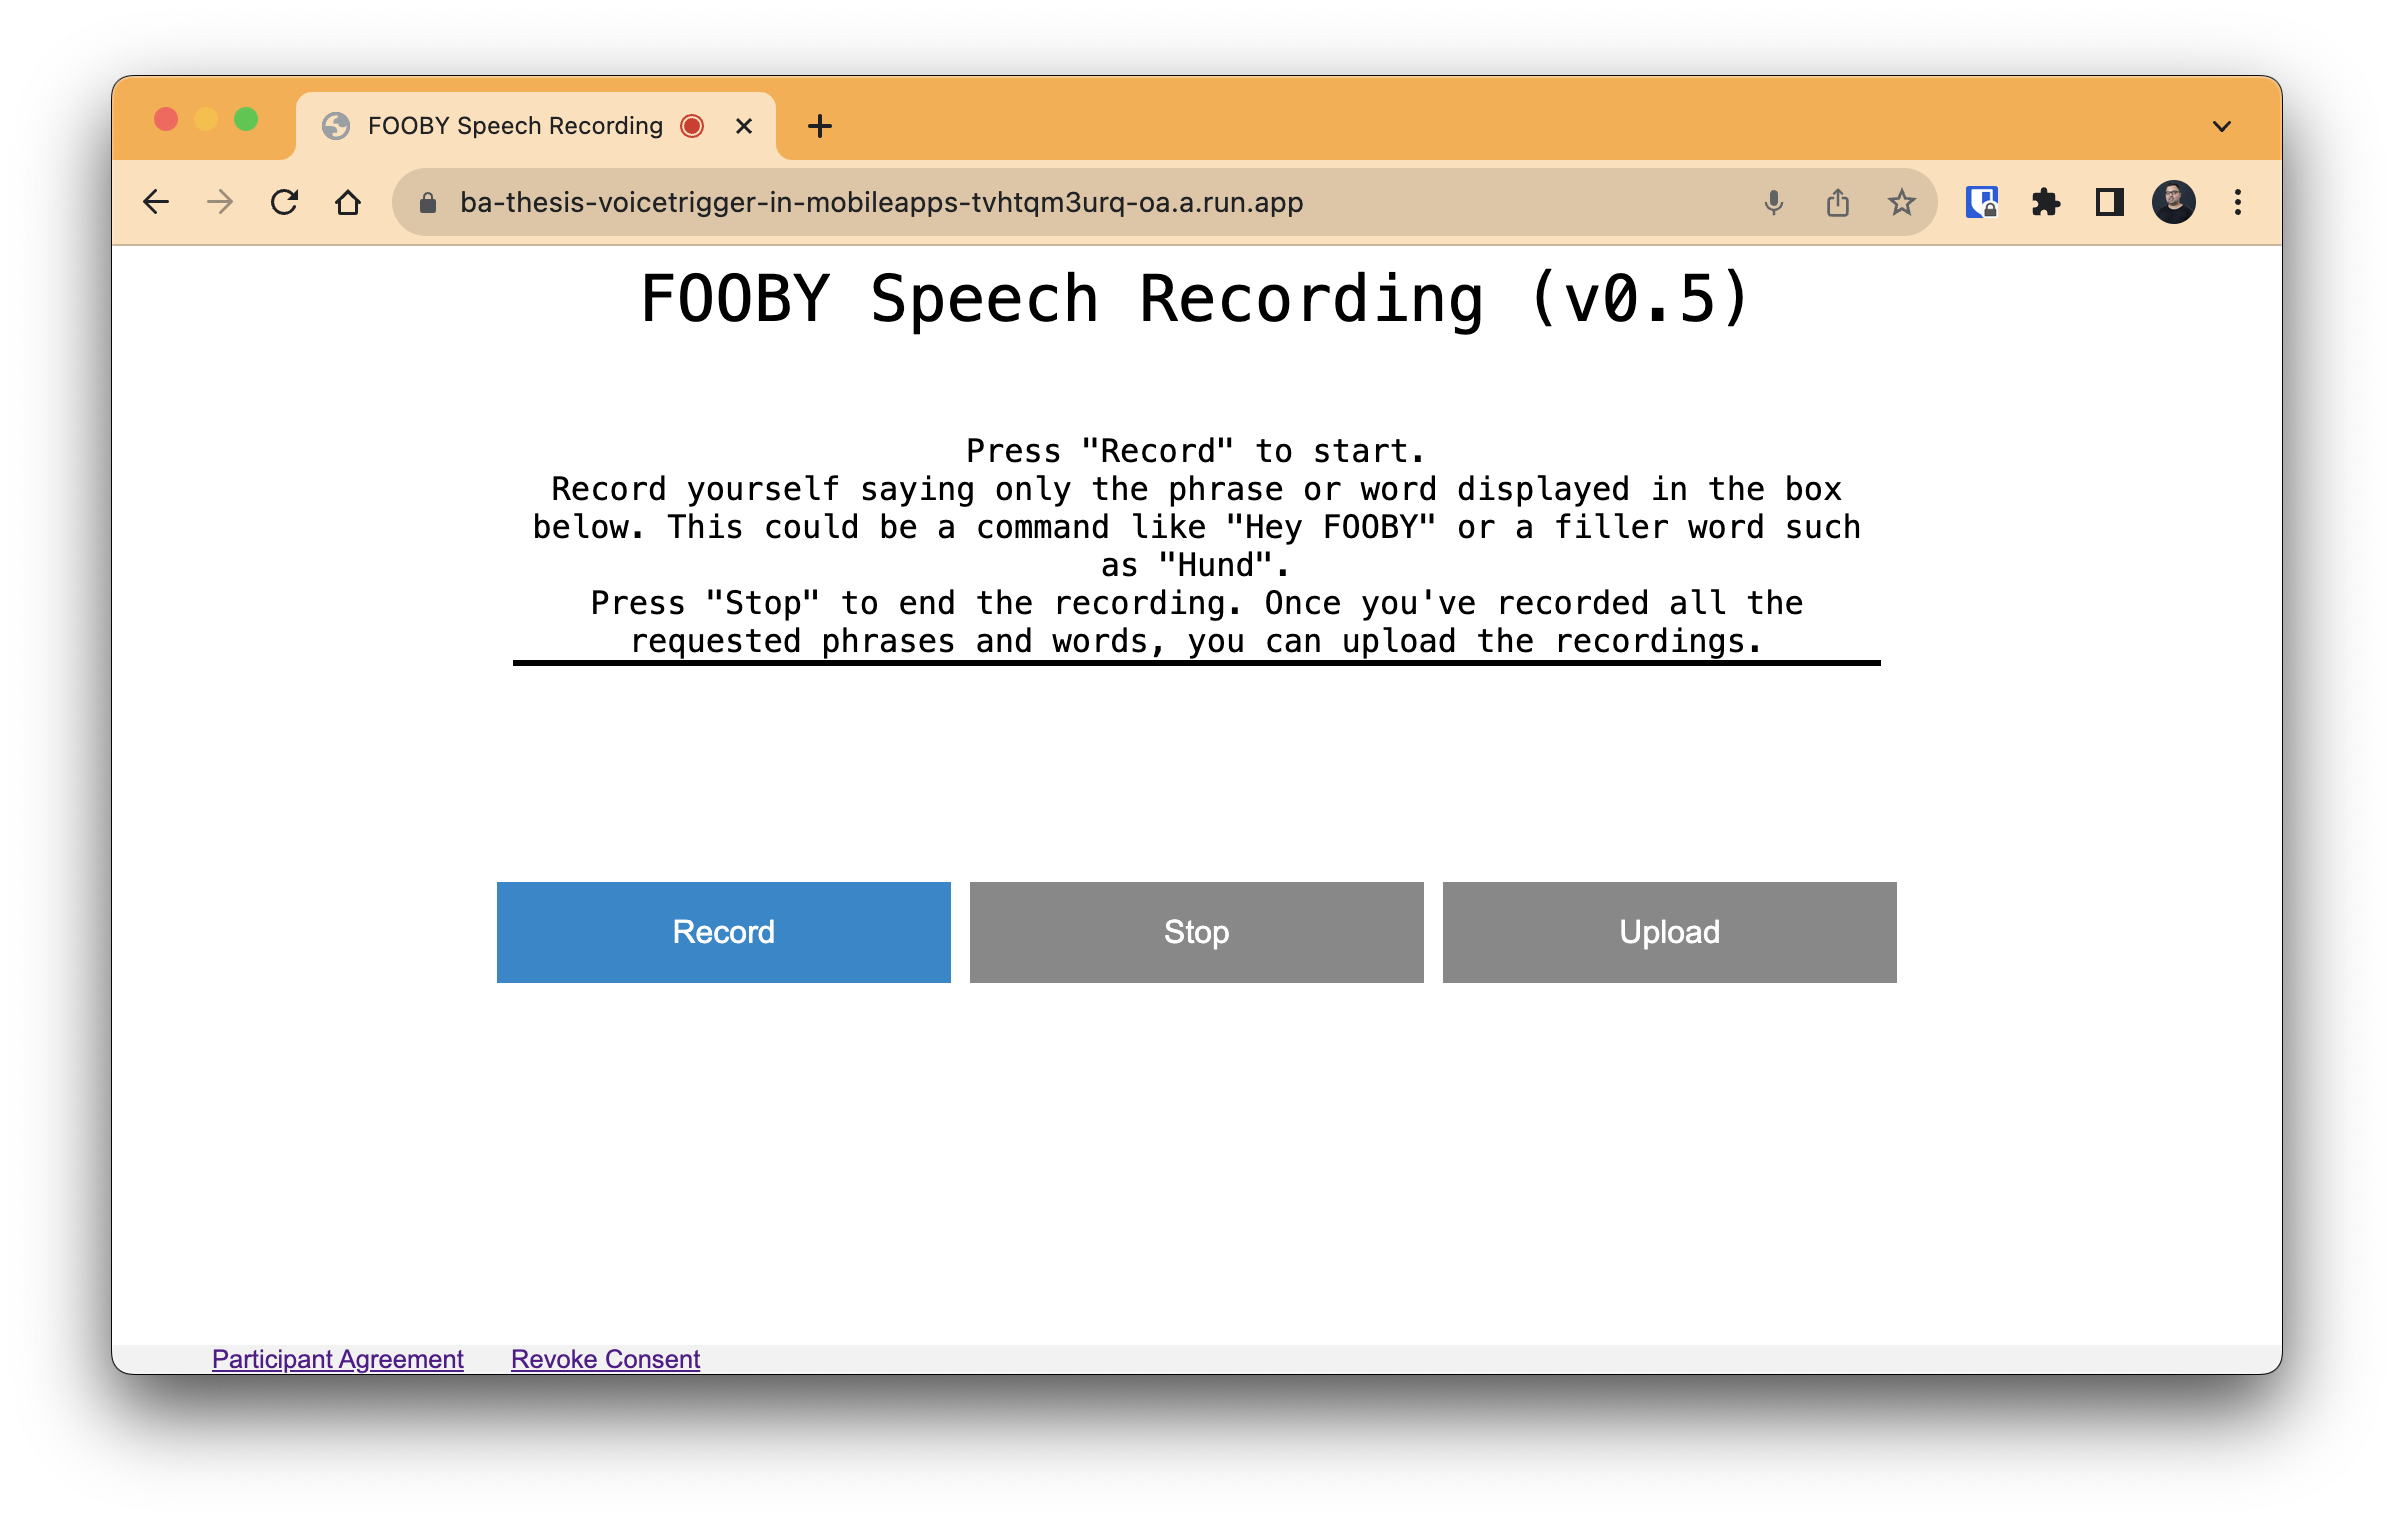 FOOBY Speech Recording
ba-thesis-voicetrigger-in-mobileapps-tvhtqm3urq-oa.a.run.app
FOOBY Speech Recording (v0.5)
Press "Record" to start.
Record yourself saying only the phrase or word displayed in the box
below. This could be a command like "Hey FOOBY" or a filler word such
as "Hund".
Press "Stop" to end the recording. Once you've recorded all the
requested phrases and words, you can upload the recordings.
Record
Stop
Upload
Participant Agreement
Revoke Consent